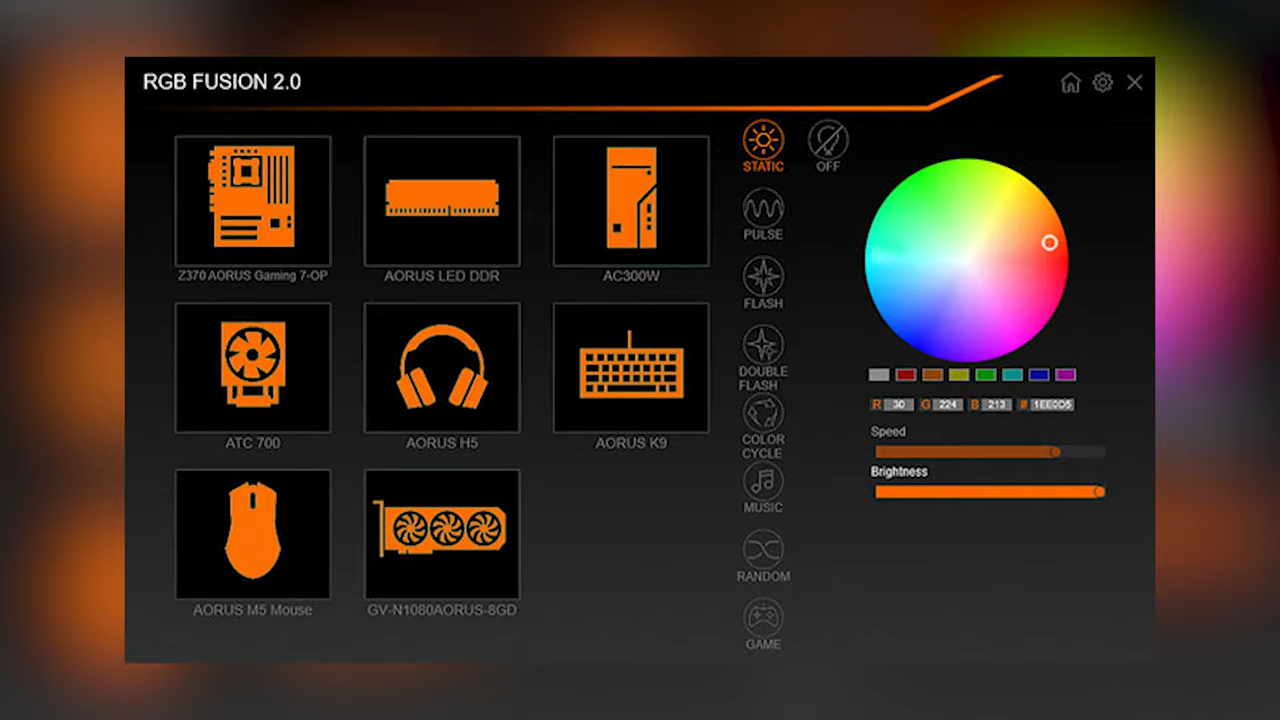 RGB FUSION 2.0
Z370 AORUS Gaming 7-OP
AORUS LED DDR
AC300W
ATC 700
AORUS H5
AORUS K9
AORUS M5 Mouse
GV-N1080AORUS-8GD
STATIC
OFF
PULSE
FLASH
DOUBLE
FLASH
COLOR
CYCLE
MUSIC
RANDOM
GAME
R 30 G 224 B 213 # 1EE0D5
Speed
Brightness